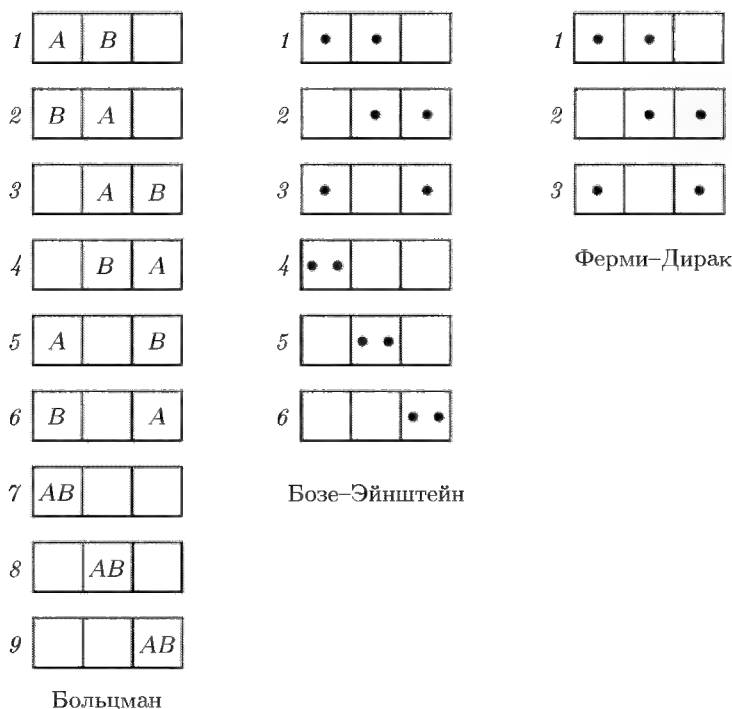 1 A B
2 B A
3 A B
4 B A
5 A B
6 B A
7 AB
8 AB
9 AB
Больцман
1
2
3
4
5
6
Бозе–Эйнштейн
1
2
3
Ферми–Дирак